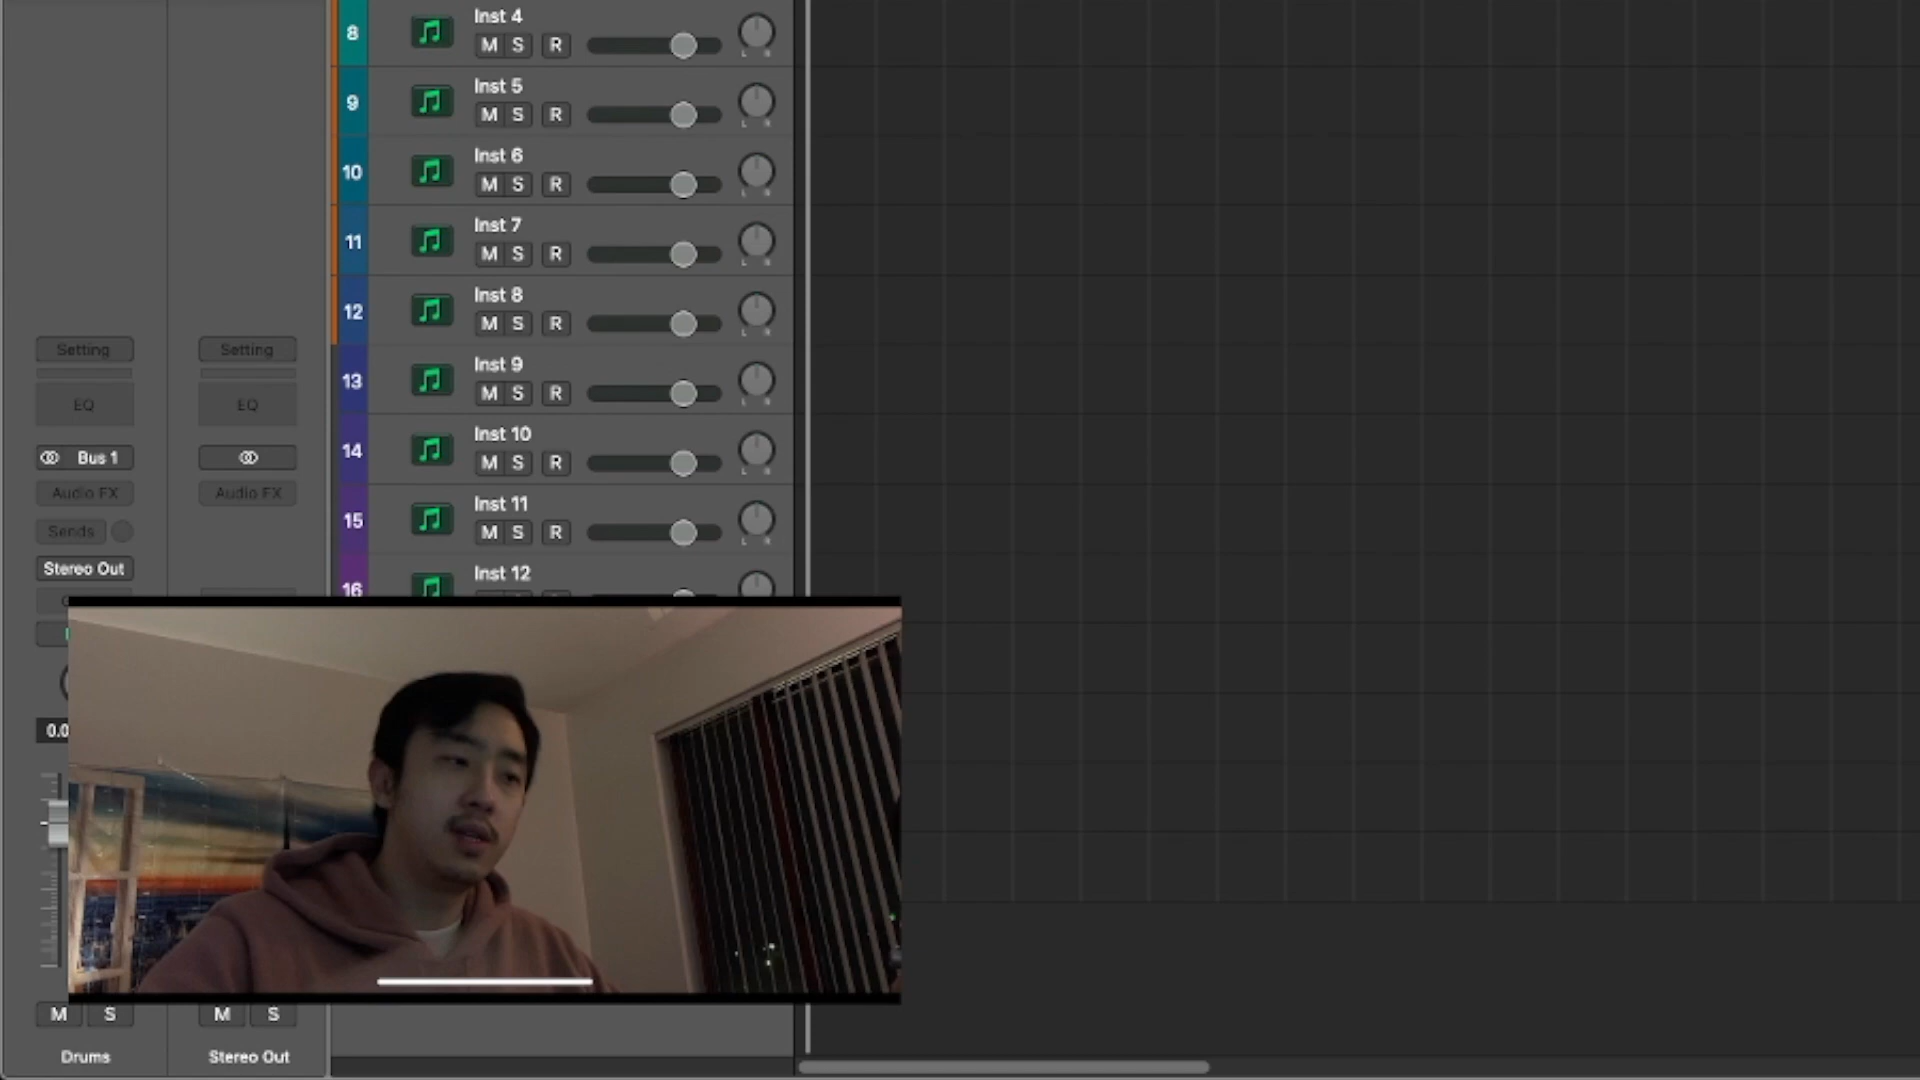 8
Inst 4
M S R
L R
9
Inst 5
M S R
L R
10
Inst 6
M S R
L R
11
Inst 7
M S R
L R
12
Inst 8
M S R
L R
13
Inst 9
M S R
L R
14
Inst 10
M S R
L R
15
Inst 11
M S R
L R
16
Inst 12
Setting
EQ
Bus 1
Audio FX
Sends
Stereo Out
0.0
M S
Drums
Setting
EQ
Audio FX
M S
Stereo Out